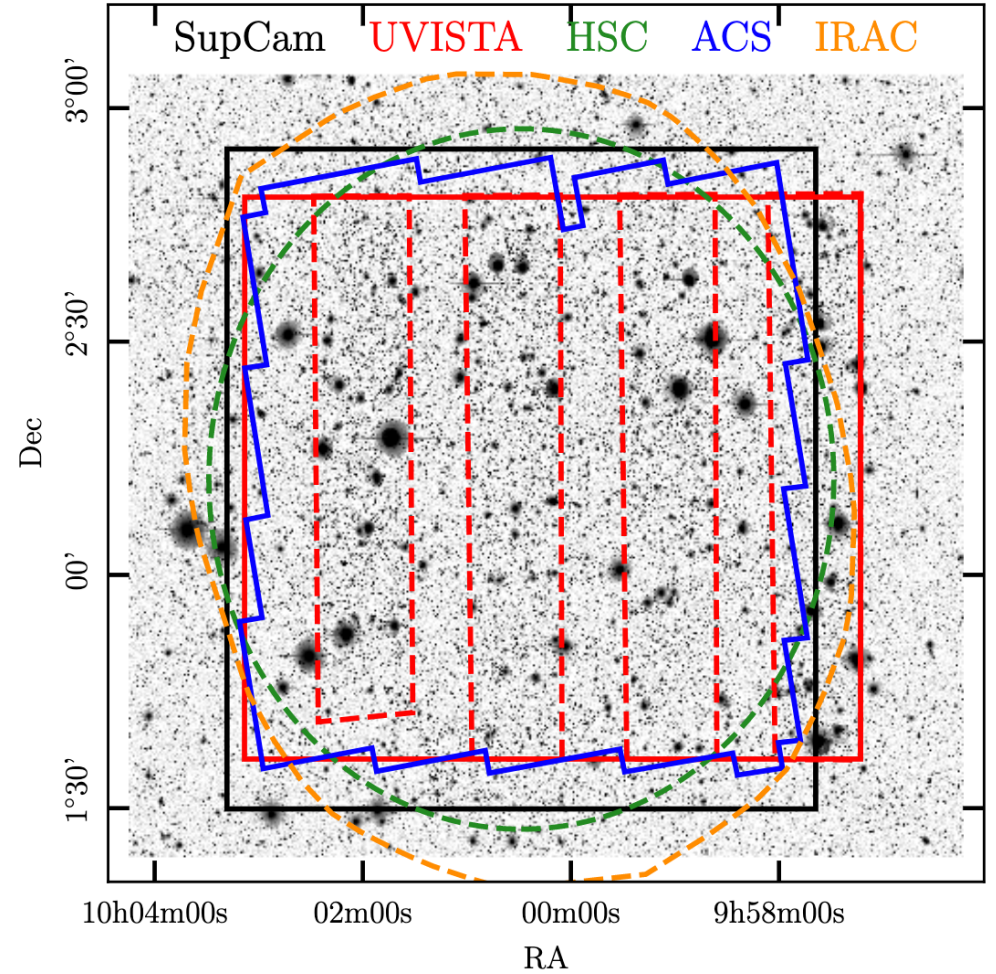 SupCam UVISTA HSC ACS IRAC
3°00'
2°30'
00'
1°30'
Dec
10h04m00s 02m00s 00m00s 9h58m00s
RA